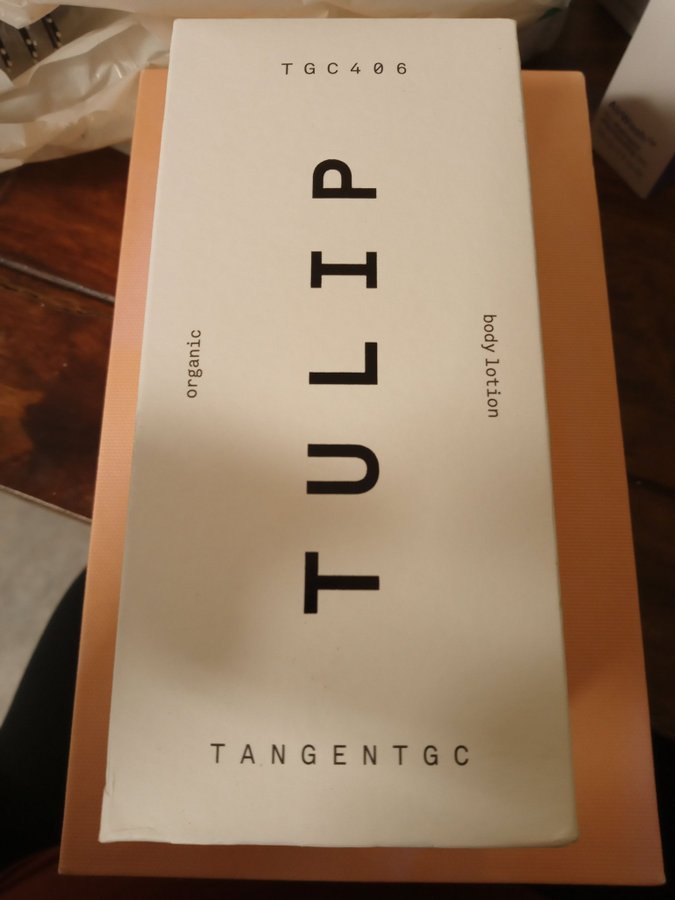 TGC406
TULIP
organic
body lotion
TANGENTGC